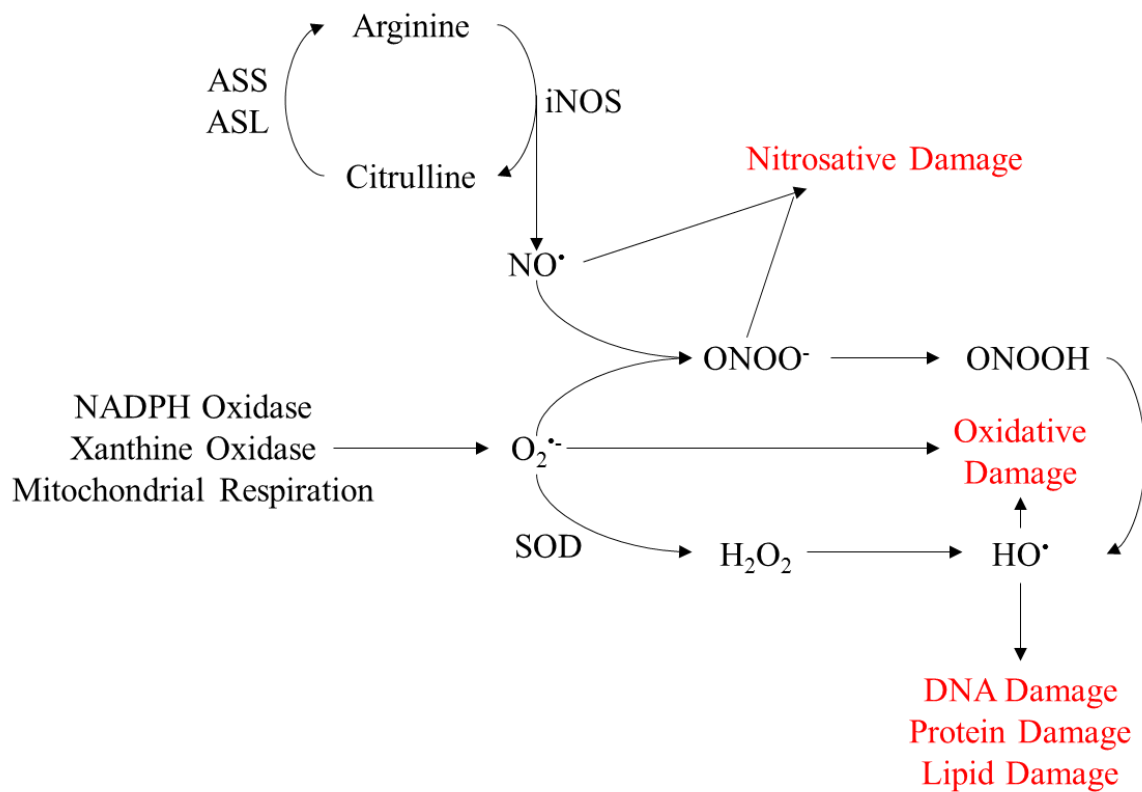 Arginine
ASS
ASL
iNOS
Citrulline
Nitrosative Damage
NO•
ONOO⁻
ONOOH
NADPH Oxidase
Xanthine Oxidase
Mitochondrial Respiration
O₂•⁻
Oxidative
Damage
SOD
H₂O₂
HO•
DNA Damage
Protein Damage
Lipid Damage